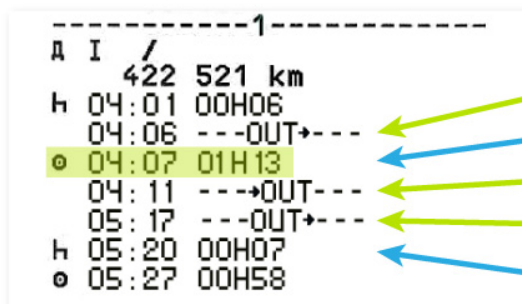 ------------1-------------
Д I /
422 521 km
h 04:01 00H06
04:06 ---OUT➜---
⊙ 04:07 01H13
04:11 ---➜OUT---
05:17 ---OUT➜---
h 05:20 00H07
⊙ 05:27 00H58